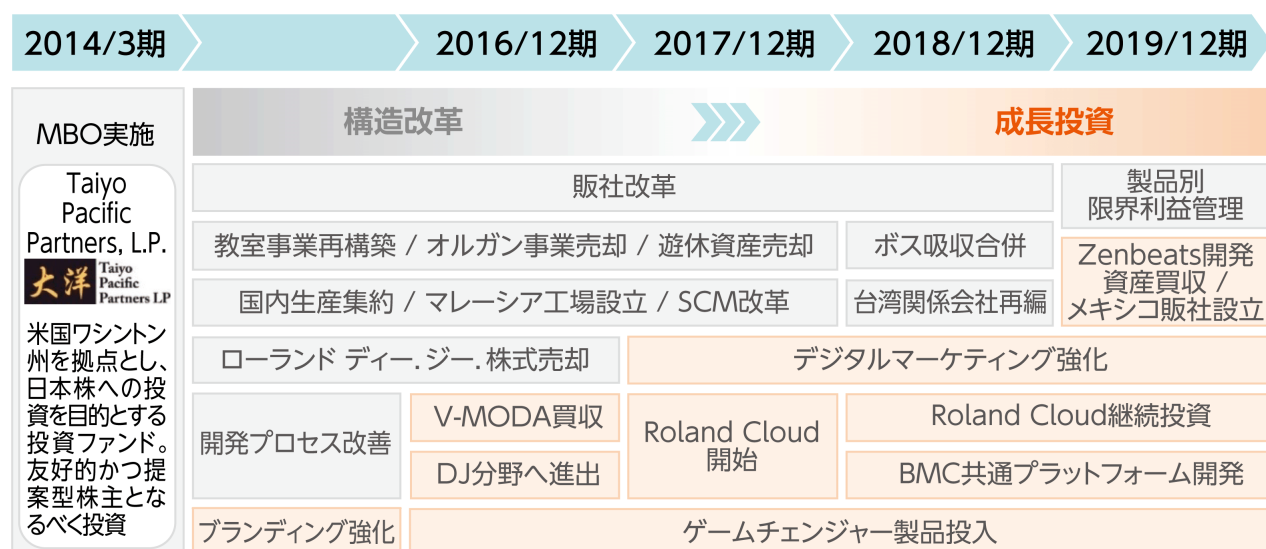 2014/3期
2016/12期
2017/12期
2018/12期
2019/12期
MBO実施
Taiyo
Pacific
Partners, L.P.
大洋
Taiyo
Pacific
Partners LP
米国ワシントン
州を拠点とし、
日本株への投
資を目的とする
投資ファンド。
友好的かつ提
案型株主とな
るべく投資
構造改革
成長投資
販社改革
製品別
限界利益管理
教室事業再構築 / オルガン事業売却 / 遊休資産売却
ボス吸収合併
Zenbeats開発
資産買収 /
メキシコ販社設立
国内生産集約 / マレーシア工場設立 / SCM改革
台湾関係会社再編
ローランド ディー.ジー.株式売却
デジタルマーケティング強化
開発プロセス改善
V-MODA買収
Roland Cloud
開始
Roland Cloud継続投資
DJ分野へ進出
BMC共通プラットフォーム開発
ブランディング強化
ゲームチェンジャー製品投入